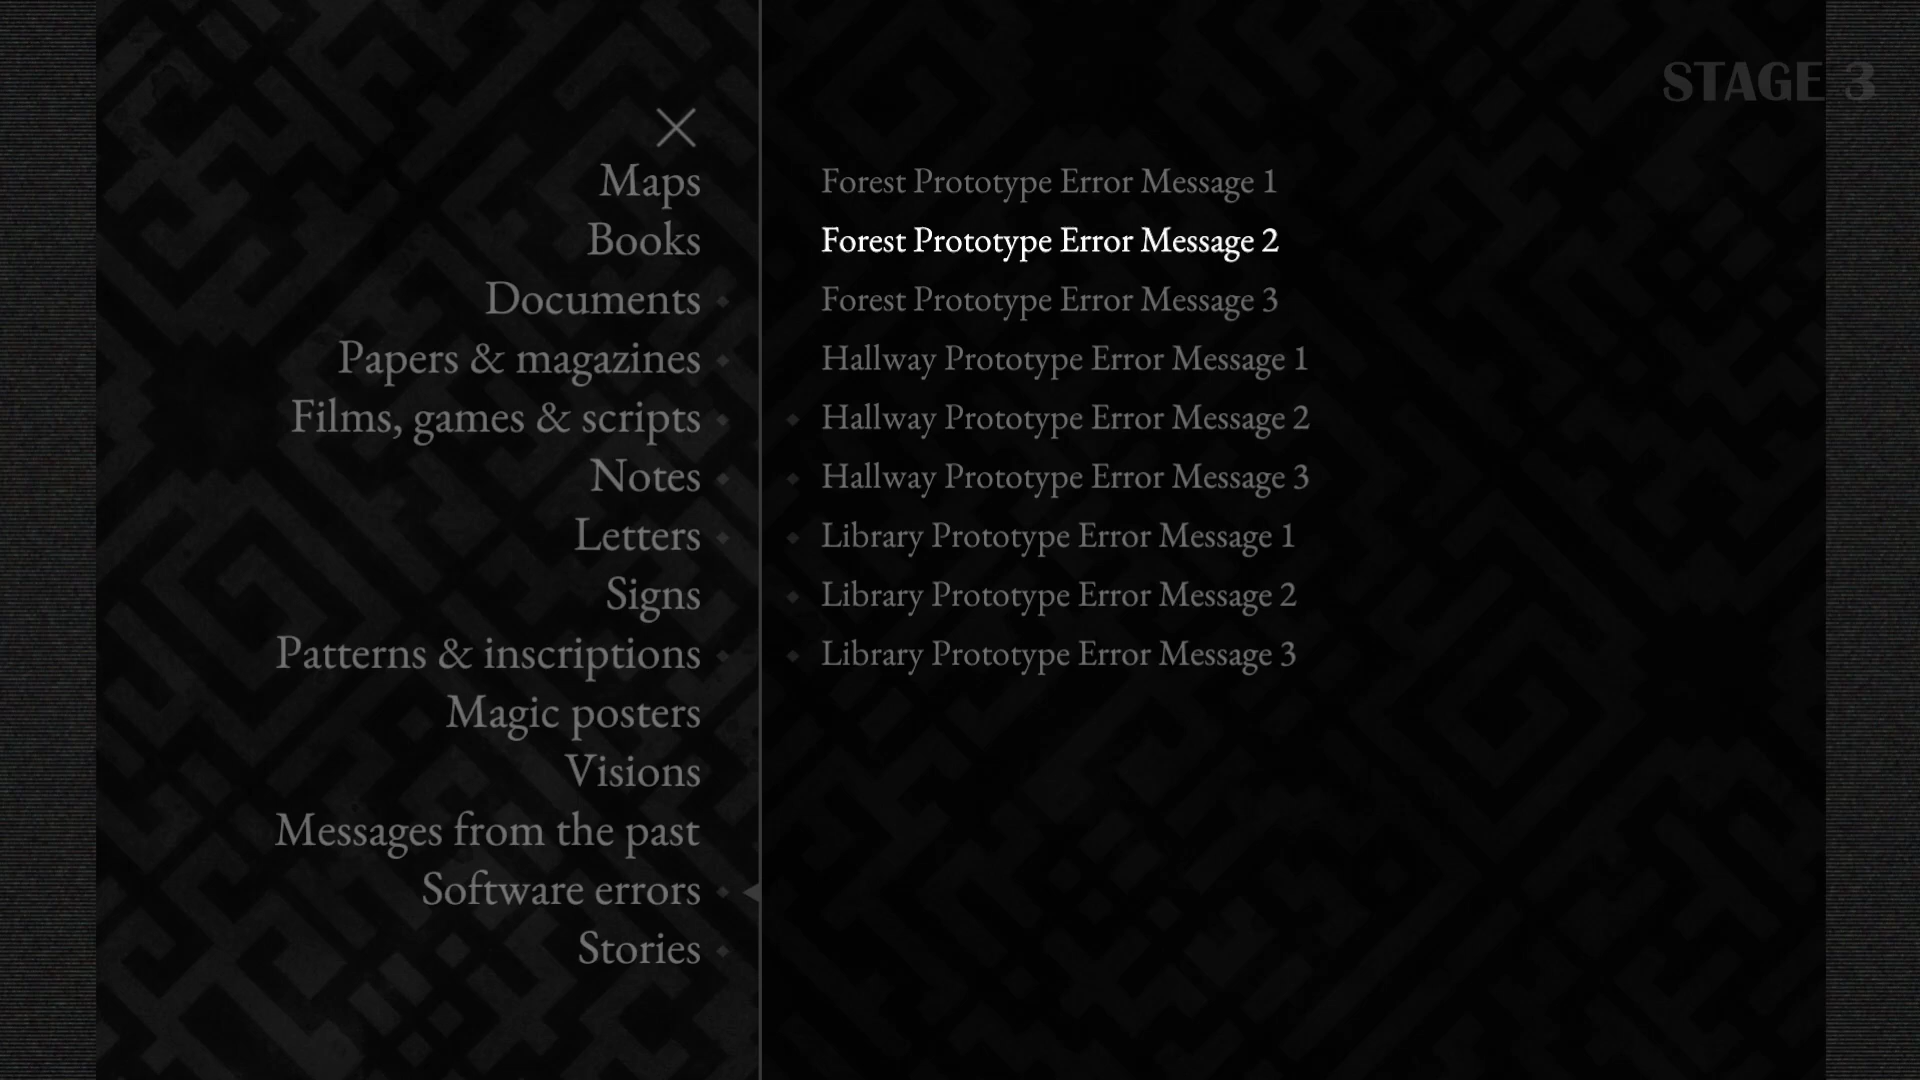 STAGE 3
Maps
Books
Documents
Papers & magazines
Films, games & scripts
Notes
Letters
Signs
Patterns & inscriptions
Magic posters
Visions
Messages from the past
Software errors
Stories
Forest Prototype Error Message 1
Forest Prototype Error Message 2
Forest Prototype Error Message 3
Hallway Prototype Error Message 1
Hallway Prototype Error Message 2
Hallway Prototype Error Message 3
Library Prototype Error Message 1
Library Prototype Error Message 2
Library Prototype Error Message 3